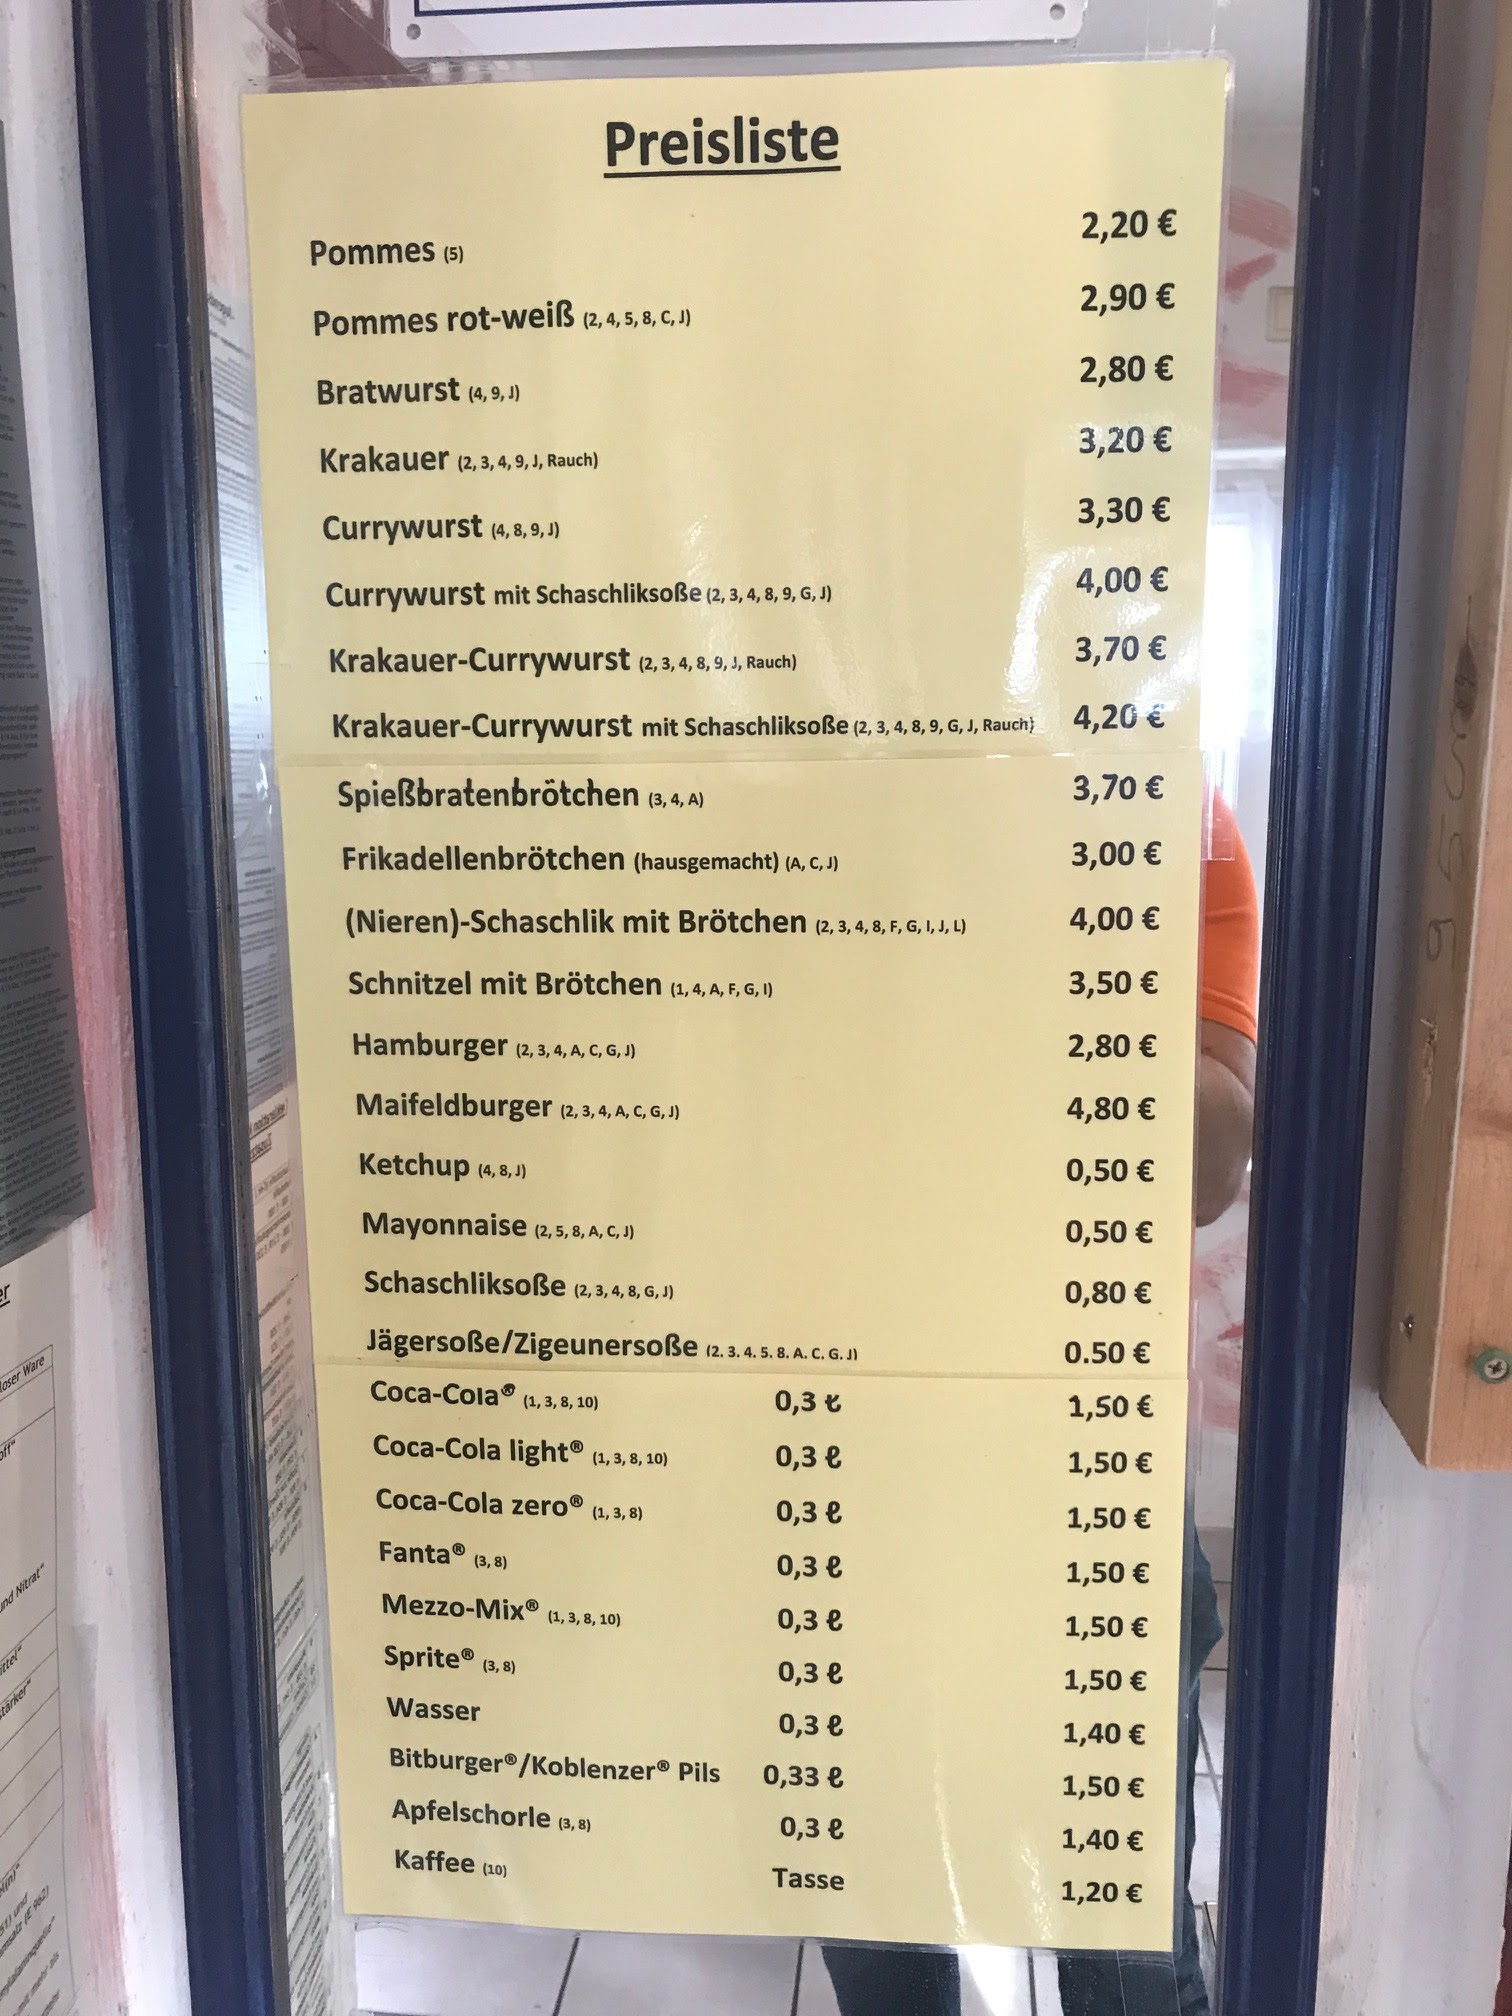 Preisliste
Pommes (5) 2,20 €
Pommes rot-weiß (2, 4, 5, 8, C, J) 2,90 €
Bratwurst (4, 9, J) 2,80 €
Krakauer (2, 3, 4, 9, J, Rauch) 3,20 €
Currywurst (4, 8, 9, J) 3,30 €
Currywurst mit Schaschliksoße (2, 3, 4, 8, 9, G, J) 4,00 €
Krakauer-Currywurst (2, 3, 4, 8, 9, J, Rauch) 3,70 €
Krakauer-Currywurst mit Schaschliksoße (2, 3, 4, 8, 9, G, J, Rauch) 4,20 €
Spießbratenbrötchen (3, 4, A) 3,70 €
Frikadellenbrötchen (hausgemacht) (A, C, J) 3,00 €
(Nieren)-Schaschlik mit Brötchen (2, 3, 4, 8, F, G, I, J, L) 4,00 €
Schnitzel mit Brötchen (1, 4, A, F, G, I) 3,50 €
Hamburger (2, 3, 4, A, C, G, J) 2,80 €
Maifeldburger (2, 3, 4, A, C, G, J) 4,80 €
Ketchup (4, 8, J) 0,50 €
Mayonnaise (2, 5, 8, A, C, J) 0,50 €
Schaschliksoße (2, 3, 4, 8, G, J) 0,80 €
Jägersoße/Zigeunersoße (2. 3. 4. 5. 8. A. C. G. J) 0.50 €
Coca-Cola® (1, 3, 8, 10) 0,3 ℓ 1,50 €
Coca-Cola light® (1, 3, 8, 10) 0,3 ℓ 1,50 €
Coca-Cola zero® (1, 3, 8) 0,3 ℓ 1,50 €
Fanta® (3, 8) 0,3 ℓ 1,50 €
Mezzo-Mix® (1, 3, 8, 10) 0,3 ℓ 1,50 €
Sprite® (3, 8) 0,3 ℓ 1,50 €
Wasser 0,3 ℓ 1,40 €
Bitburger®/Koblenzer® Pils 0,33 ℓ 1,50 €
Apfelschorle (3, 8) 0,3 ℓ 1,40 €
Kaffee (10) Tasse 1,20 €
er
loser Ware
und Nitrat"